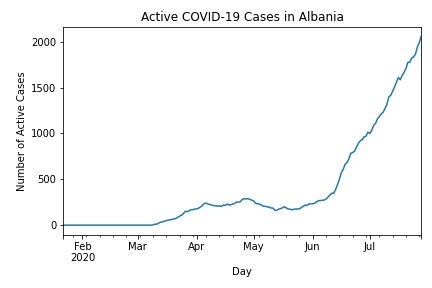 Active COVID-19 Cases in Albania
Number of Active Cases
2000
1500
1000
500
0
Feb Mar Apr May Jun Jul
2020
Day